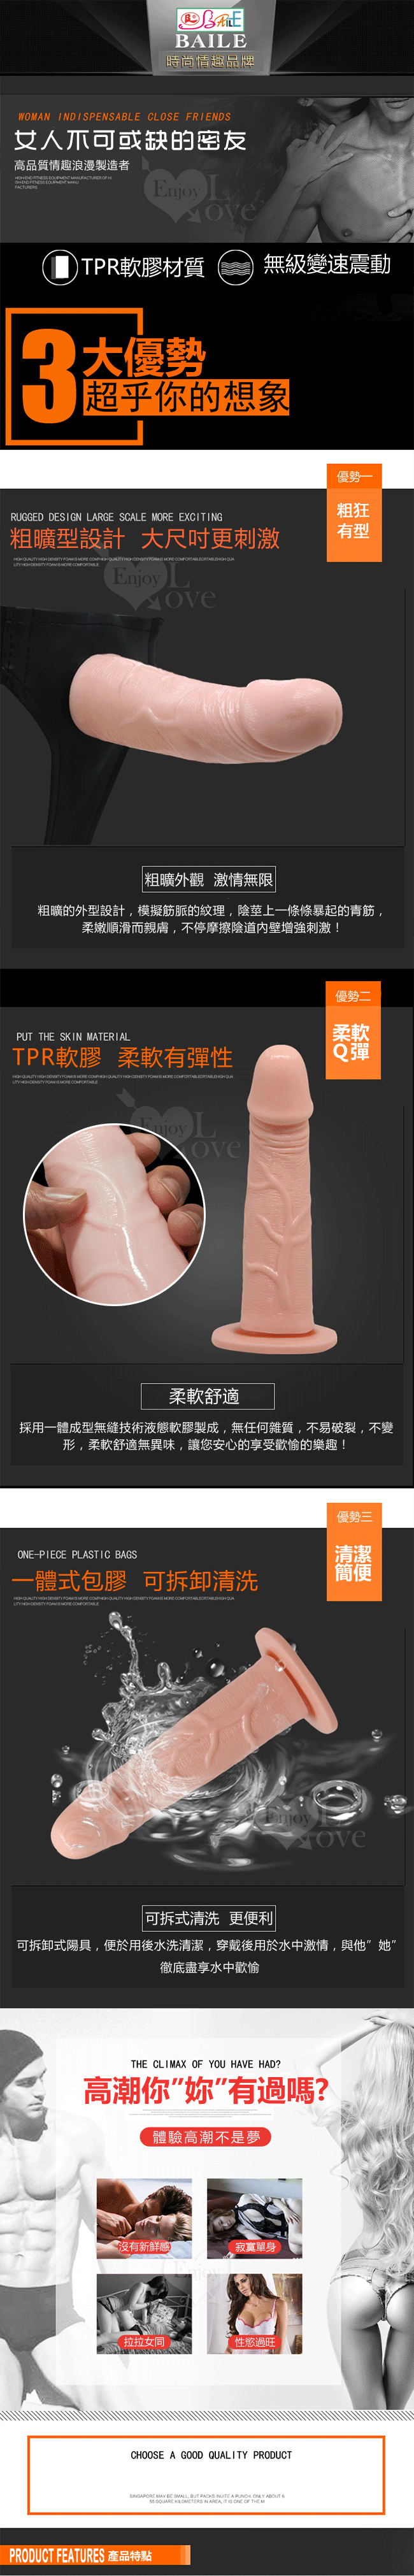 BAILE
BAILE
時尚情趣品牌
WOMAN INDISPENSABLE CLOSE FRIENDS
女人不可或缺的密友
高品質情趣浪漫製造者
Enjoy Love
TPR軟膠材質
無級變速震動
3大優勢
超乎你的想象
優勢一
粗狂
有型
RUGGED DESIGN LARGE SCALE MORE EXCITING
粗曠型設計 大尺吋更刺激
Enjoy Love
粗曠外觀 激情無限
粗曠的外型設計，模擬筋脈的紋理，陰莖上一條條暴起的青筋，
柔嫩順滑而親膚，不停摩擦陰道內壁增強刺激！
優勢二
柔軟
Q彈
PUT THE SKIN MATERIAL
TPR軟膠 柔軟有彈性
Enjoy Love
柔軟舒適
採用一體成型無縫技術液態軟膠製成，無任何雜質，不易破裂，不變
形，柔軟舒適無異味，讓您安心的享受歡愉的樂趣！
優勢三
清潔
簡便
ONE-PIECE PLASTIC BAGS
一體式包膠 可拆卸清洗
Enjoy Love
可拆式清洗 更便利
可拆卸式陽具，便於用後水洗清潔，穿戴後用於水中激情，與他”她”
徹底盡享水中歡愉
THE CLIMAX OF YOU HAVE HAD?
高潮你”妳”有過嗎?
體驗高潮不是夢
沒有新鮮感
寂寞單身
拉拉女同
性慾過旺
CHOOSE A GOOD QUALITY PRODUCT
PRODUCT FEATURES 產品特點